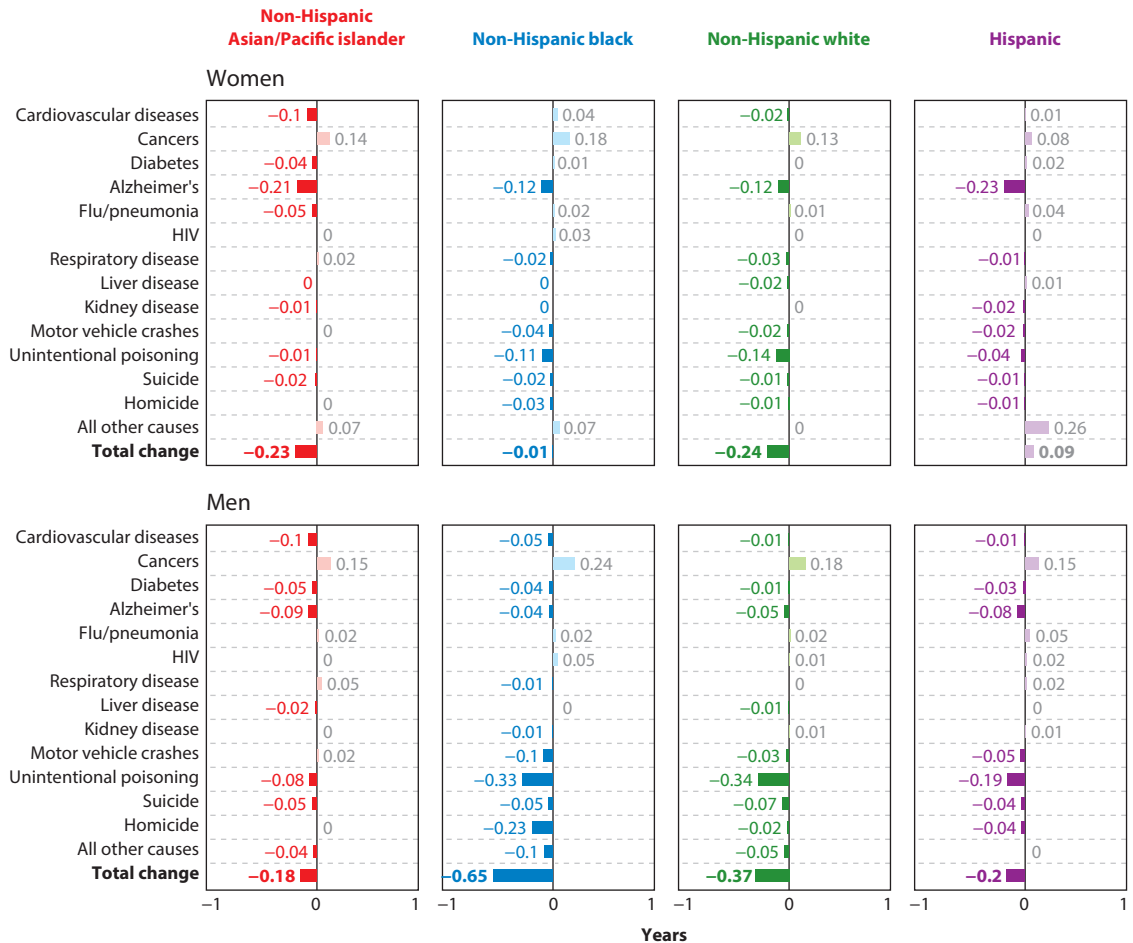 Non-Hispanic
Asian/Pacific islander
Non-Hispanic black
Non-Hispanic white
Hispanic
Women
Cardiovascular diseases −0.1 0.04 −0.02 0.01
Cancers 0.14 0.18 0.13 0.08
Diabetes −0.04 0.01 0 0.02
Alzheimer's −0.21 −0.12 −0.12 −0.23
Flu/pneumonia −0.05 0.02 0.01 0.04
HIV 0 0.03 0 0
Respiratory disease 0.02 −0.02 −0.03 −0.01
Liver disease 0 0 −0.02 0.01
Kidney disease −0.01 0 0 −0.02
Motor vehicle crashes 0 −0.04 −0.02 −0.02
Unintentional poisoning −0.01 −0.11 −0.14 −0.04
Suicide −0.02 −0.02 −0.01 −0.01
Homicide 0 −0.03 −0.01 −0.01
All other causes 0.07 0.07 0 0.26
Total change −0.23 −0.01 −0.24 0.09
Men
Cardiovascular diseases −0.1 −0.05 −0.01 −0.01
Cancers 0.15 0.24 0.18 0.15
Diabetes −0.05 −0.04 −0.01 −0.03
Alzheimer's −0.09 −0.04 −0.05 −0.08
Flu/pneumonia 0.02 0.02 0.02 0.05
HIV 0 0.05 0.01 0.02
Respiratory disease 0.05 −0.01 0 0.02
Liver disease −0.02 0 −0.01 0
Kidney disease 0 −0.01 0.01 0.01
Motor vehicle crashes 0.02 −0.1 −0.03 −0.05
Unintentional poisoning −0.08 −0.33 −0.34 −0.19
Suicide −0.05 −0.05 −0.07 −0.04
Homicide 0 −0.23 −0.02 −0.04
All other causes −0.04 −0.1 −0.05 0
Total change −0.18 −0.65 −0.37 −0.2
−1 0 1 −1 0 1 −1 0 1 −1 0 1
Years